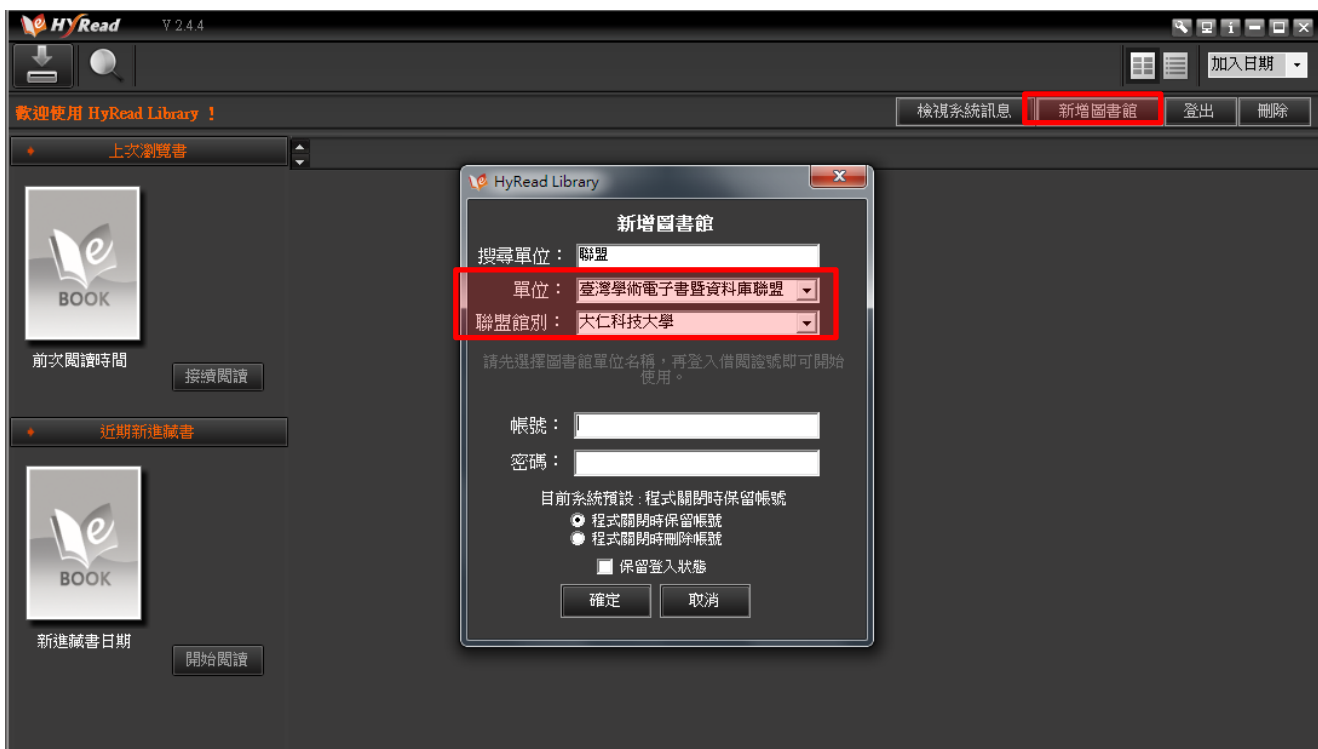 HyRead V 2.4.4
加入日期
歡迎使用 HyRead Library !
檢視系統訊息 新增圖書館 登出 刪除
上次瀏覽書
e
BOOK
前次閱讀時間
接續閱讀
近期新進藏書
e
BOOK
新進藏書日期
開始閱讀
HyRead Library
新增圖書館
搜尋單位： 聯盟
單位： 臺灣學術電子書暨資料庫聯盟
聯盟館別： 大仁科技大學
請先選擇圖書館單位名稱，再登入借閱證號即可開始
使用。
帳號：
密碼：
目前系統預設 : 程式關閉時保留帳號
程式關閉時保留帳號
程式關閉時刪除帳號
保留登入狀態
確定 取消